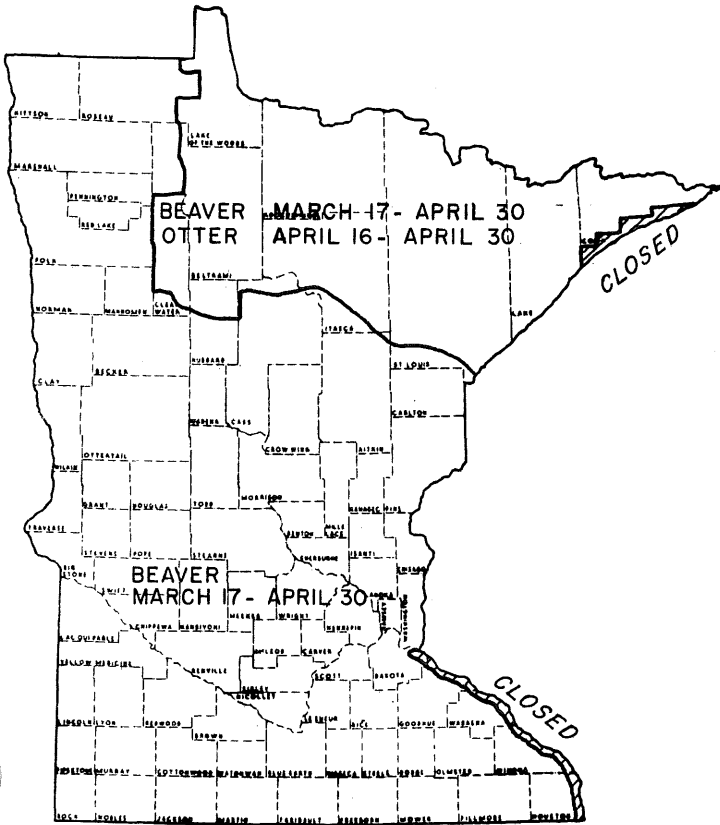 KITTSON ROSEAU
LAKE
OF THE WOODS
MARSHALL
PENNINGTON
RED LAKE
BEAVER MARCH 17 - APRIL 30
OTTER APRIL 16 - APRIL 30
CLOSED
POLK
BELTRAMI
NORMAN MAHNOMEN CLEAR
WATER
LAKE
ITASCA
HUBBARD
ST. LOUIS
CLAY
BECKER
CARLTON
WADENA CASS
CROW WING AITKIN
WILKIN
OTTERTAIL
MORRISON
GRANT DOUGLAS TODD
KANABEC PINE
TRAVERSE
MILLE
LACS
BENTON
STEVENS POPE STEARNS
SHERBURNE
ISANTI
BIG
STONE
CHISAGO
SWIFT
BEAVER
MARCH 17 - APRIL 30
ANOKA
RAMSEY
WASHINGTON
MEEKER WRIGHT
HENNEPIN
CHIPPEWA KANDIYOHI
LAC QUI PARLE
MCLEOD CARVER
YELLOW MEDICINE
RENVILLE
SCOTT DAKOTA
SIBLEY
NICOLLET
CLOSED
LINCOLN LYON REDWOOD
BROWN
LE SUEUR
RICE GOODHUE WABASHA
PIPESTONE MURRAY COTTONWOOD WATONWAN BLUE EARTH WASECA STEELE DODGE OLMSTED WINONA
ROCK NOBLES JACKSON MARTIN FARIBAULT FREEBORN MOWER FILLMORE HOUSTON